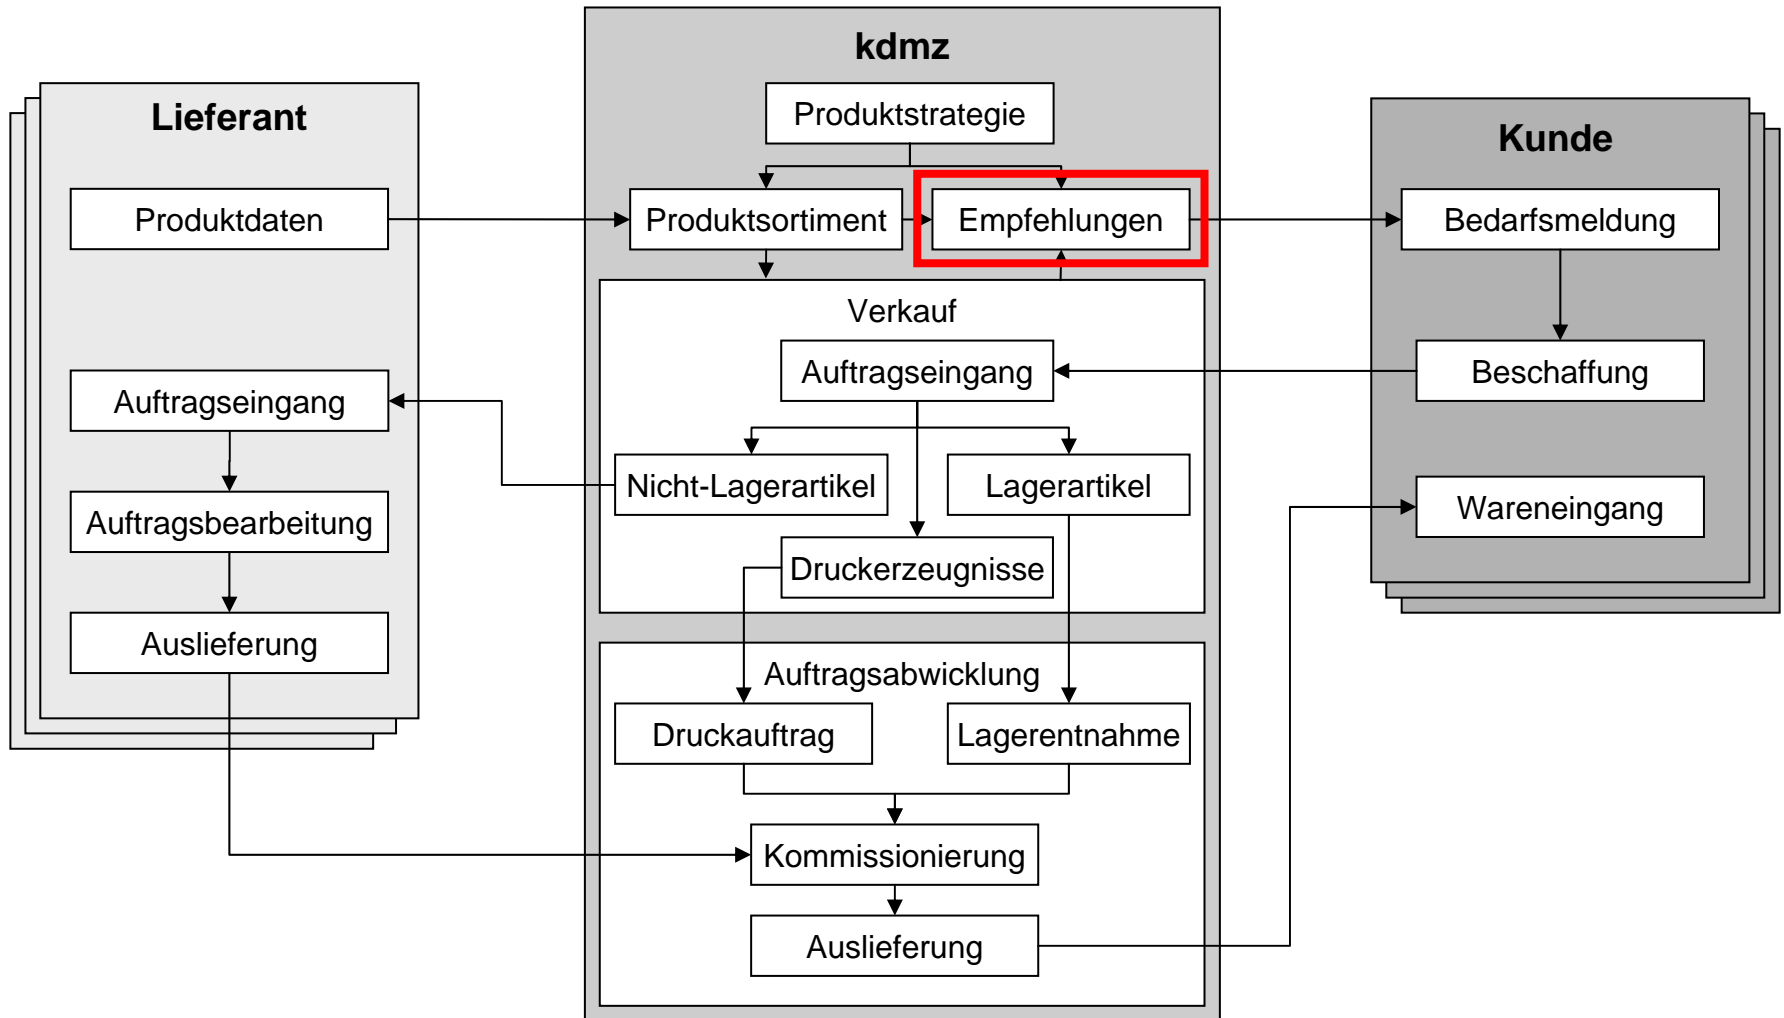 Lieferant
Produktdaten
Auftragseingang
Auftragsbearbeitung
Auslieferung
kdmz
Produktstrategie
Produktsortiment
Empfehlungen
Verkauf
Auftragseingang
Nicht-Lagerartikel
Lagerartikel
Druckerzeugnisse
Auftragsabwicklung
Druckauftrag
Lagerentnahme
Kommissionierung
Auslieferung
Kunde
Bedarfsmeldung
Beschaffung
Wareneingang